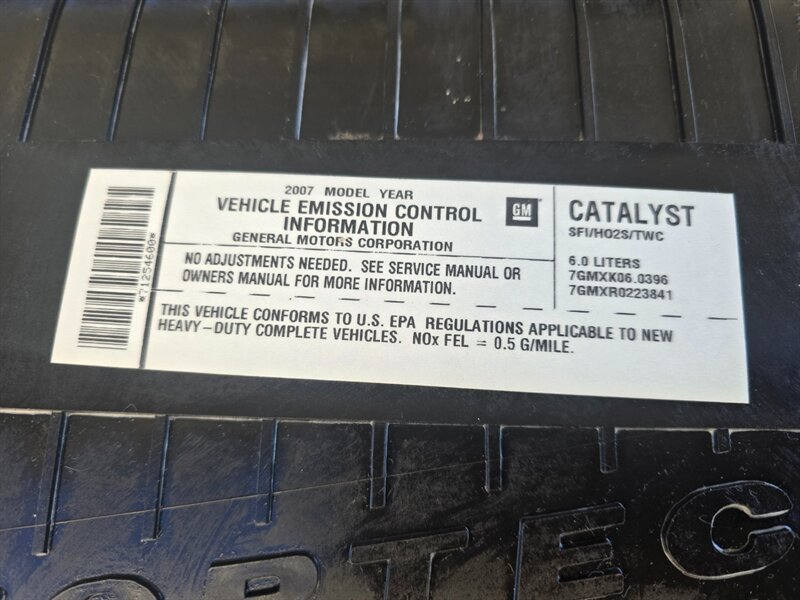 2007 MODEL YEAR
VEHICLE EMISSION CONTROL
INFORMATION
GENERAL MOTORS CORPORATION
GM
NO ADJUSTMENTS NEEDED. SEE SERVICE MANUAL OR
OWNERS MANUAL FOR MORE INFORMATION.
CATALYST
SFI/HO2S/TWC
6.0 LITERS
7GMXK06.0396
7GMXR0223841
THIS VEHICLE CONFORMS TO U.S. EPA REGULATIONS APPLICABLE TO NEW
HEAVY-DUTY COMPLETE VEHICLES. NOx FEL = 0.5 G/MILE.
*71254600*
ORTEC